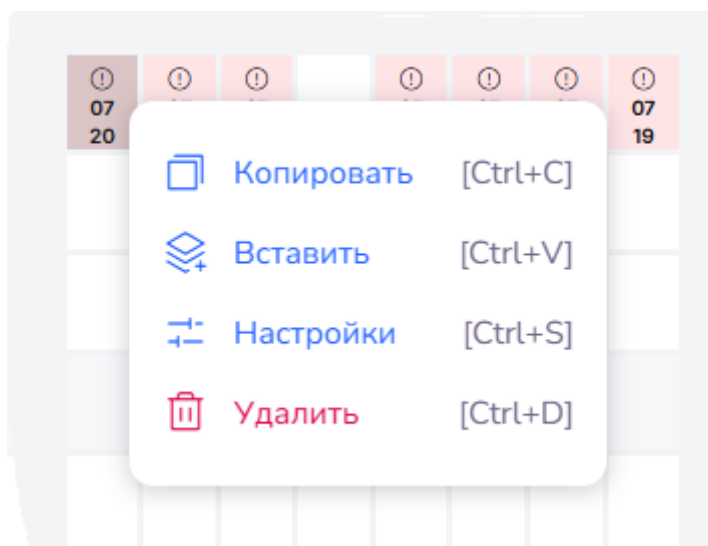 07
07
20
19
Копировать [Ctrl+C]
Вставить [Ctrl+V]
Настройки [Ctrl+S]
Удалить [Ctrl+D]